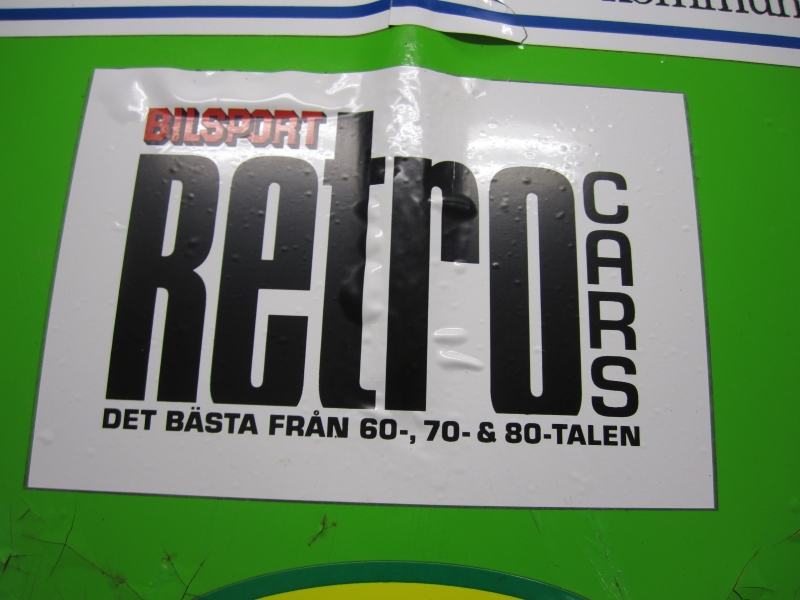 BILSPORT
Retro
CARS
DET BÄSTA FRÅN 60-, 70- & 80-TALEN